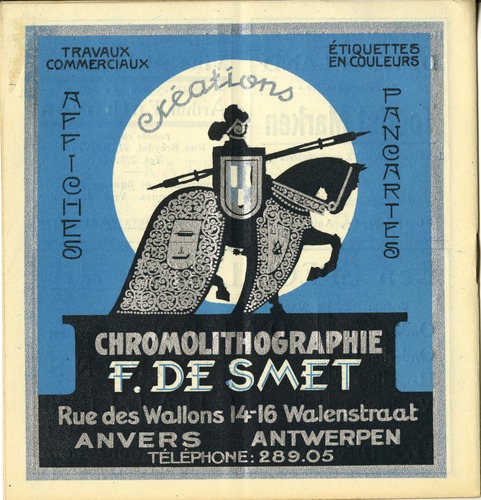 TRAVAUX
COMMERCIAUX
ÉTIQUETTES
EN COULEURS
Créations
AFFICHES
PANCARTES
CHROMOLITHOGRAPHIE
F. DE SMET
Rue des Wallons 14-16 Walenstraat
ANVERS ANTWERPEN
TÉLÉPHONE: 289.05